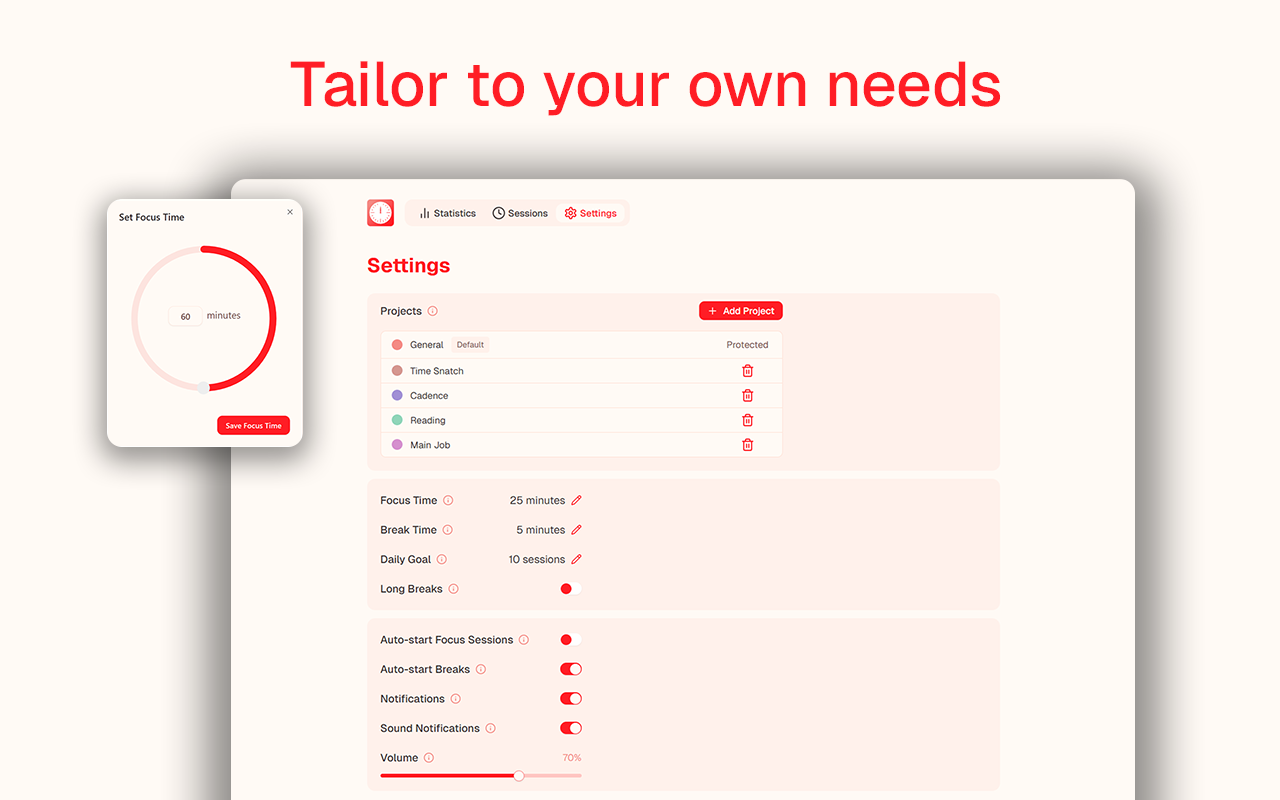 Tailor to your own needs
Set Focus Time
60 minutes
Save Focus Time
Statistics Sessions Settings
Settings
Projects + Add Project
General Default Protected
Time Snatch
Cadence
Reading
Main Job
Focus Time 25 minutes
Break Time 5 minutes
Daily Goal 10 sessions
Long Breaks
Auto-start Focus Sessions
Auto-start Breaks
Notifications
Sound Notifications
Volume 70%